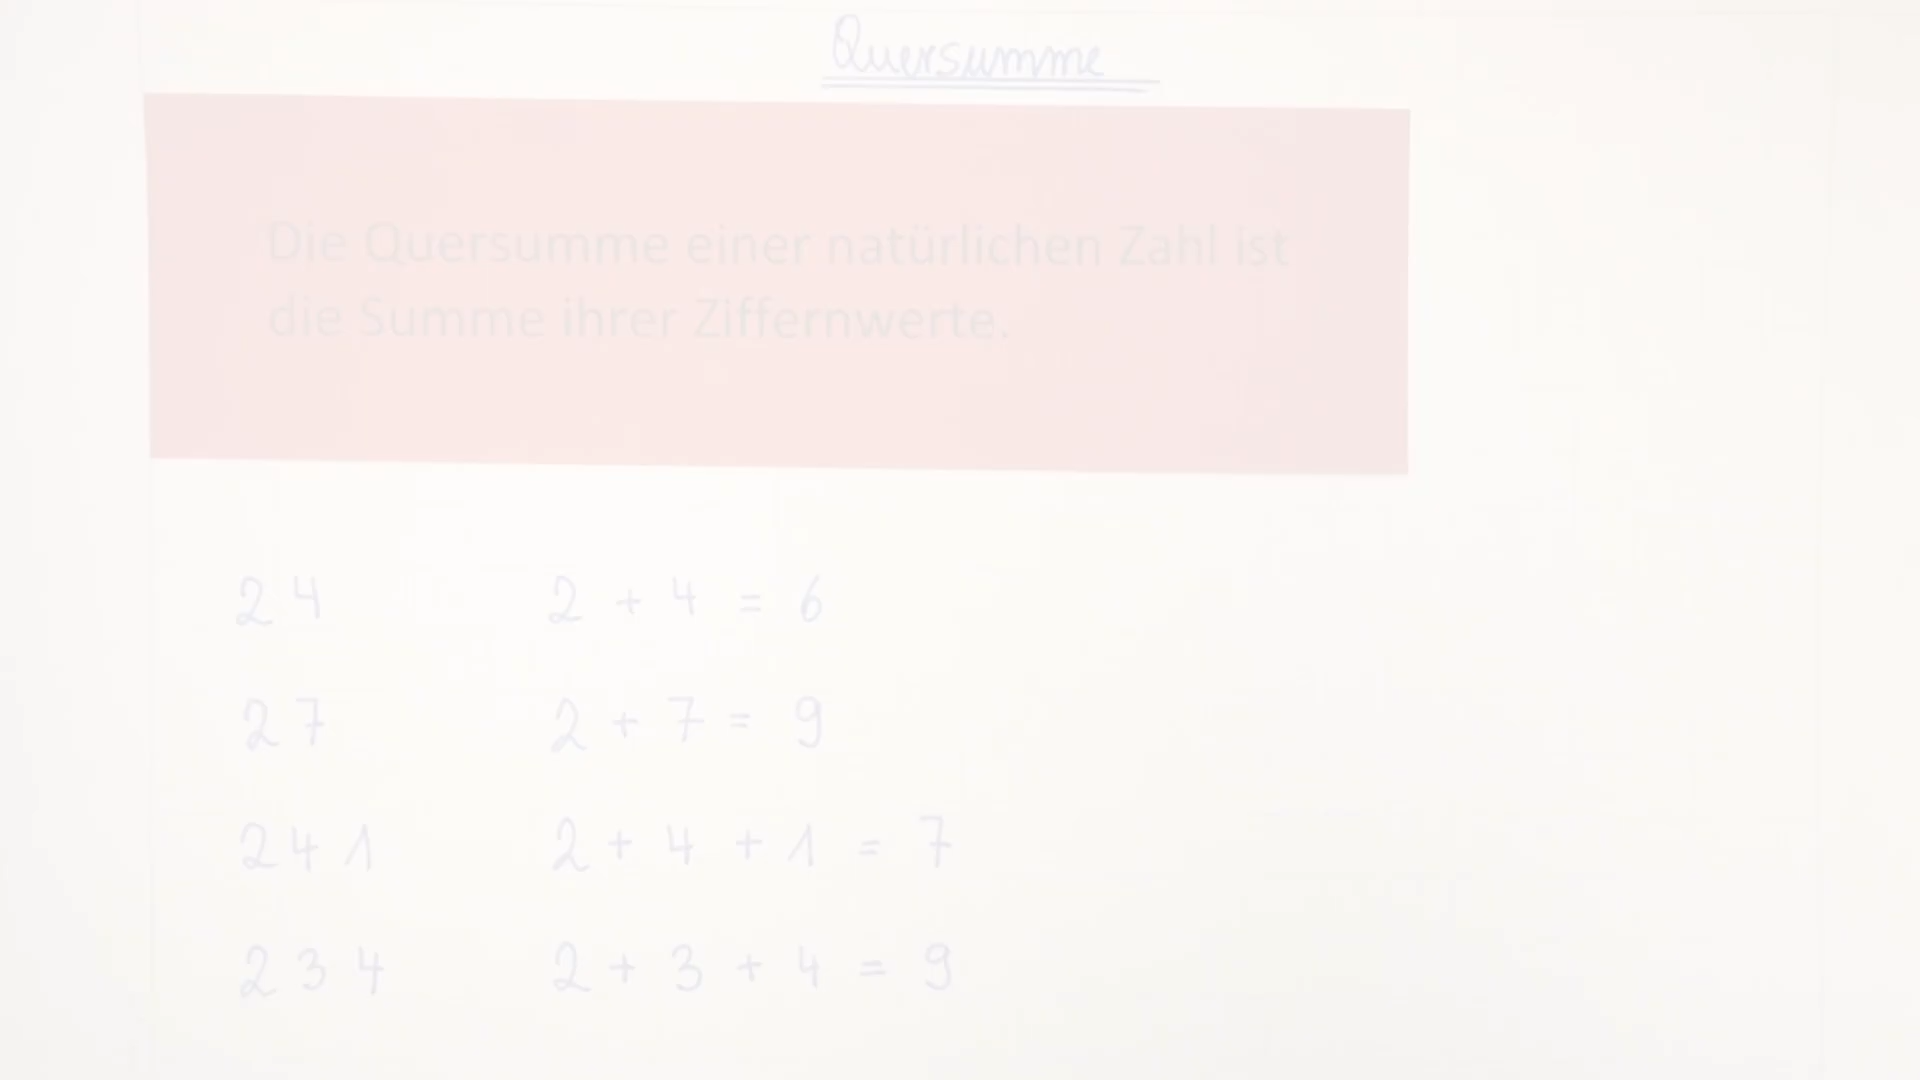 Quersumme
Die Quersumme einer natürlichen Zahl ist
die Summe ihrer Ziffernwerte.
24 2 + 4 = 6
27 2 + 7 = 9
241 2 + 4 + 1 = 7
234 2 + 3 + 4 = 9